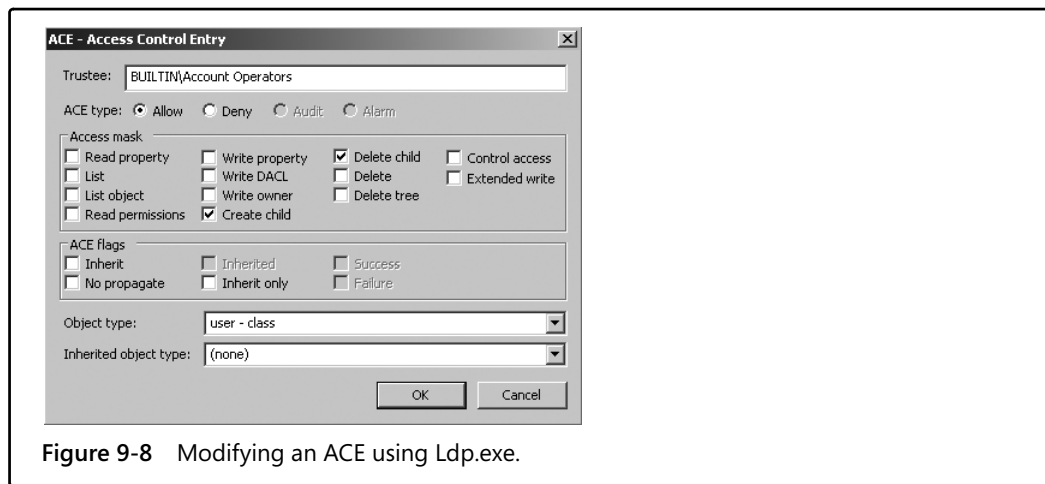 ACE - Access Control Entry
Trustee: BUILTIN\Account Operators
ACE type: Allow Deny Audit Alarm
Access mask
Read property Write property Delete child Control access
List Write DACL Delete Extended write
List object Write owner Delete tree
Read permissions Create child
ACE flags
Inherit Inherited Success
No propagate Inherit only Failure
Object type: user - class
Inherited object type: (none)
OK Cancel
Figure 9-8 Modifying an ACE using Ldp.exe.